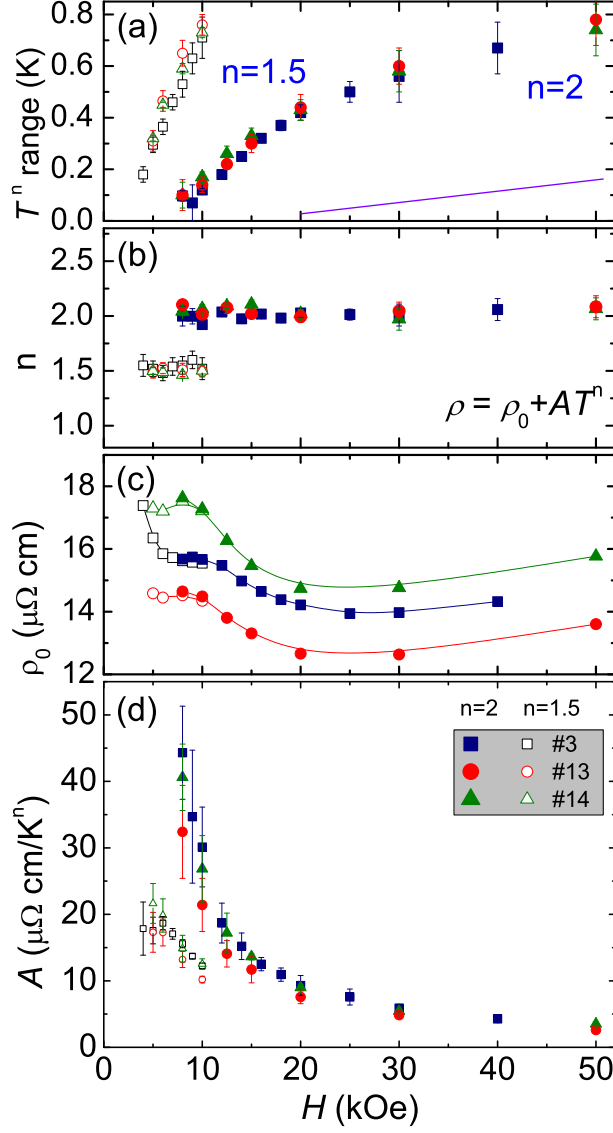 (a)
n=1.5
n=2
T^n range (K)
0.8
0.6
0.4
0.2
0.0
(b)
n
2.5
2.0
1.5
1.0
ρ = ρ₀+AT^n
(c)
ρ₀ (μΩ cm)
18
16
14
12
(d)
A (μΩ cm/K^n)
50
40
30
20
10
0
n=2 n=1.5
#3
#13
#14
0 10 20 30 40 50
H (kOe)